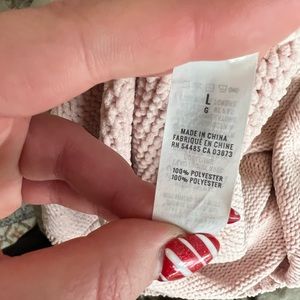 L
G
MADE IN CHINA
FABRIQUÉ EN CHINE
RN 54485 CA 03873
100% POLYESTER
100% POLYESTER